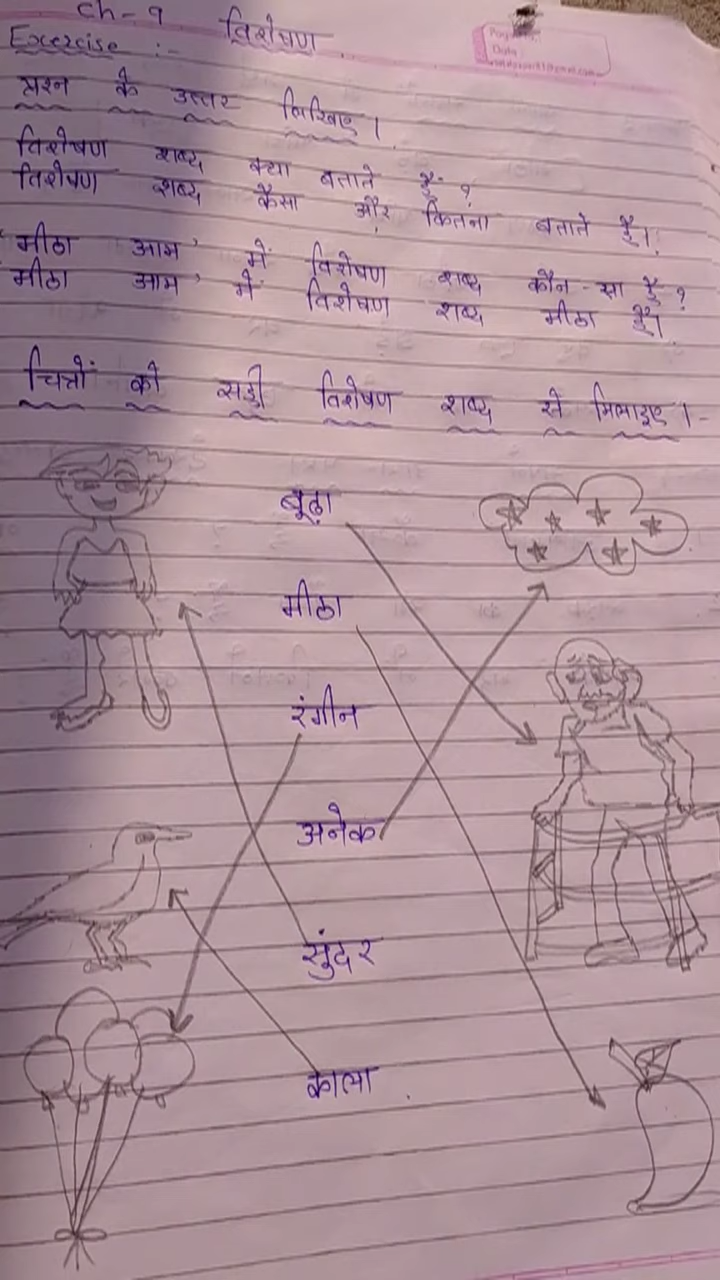 Ch - 9 विशेषण
Exercise :-
प्रश्न के उत्तर लिखिए।
विशेषण शब्द क्या बताते हैं ?
विशेषण शब्द कैसा और कितना बताते हैं।
'मीठा आम' में विशेषण शब्द कौन-सा है ?
मीठा आम' में विशेषण शब्द मीठा है।
चित्रों को सही विशेषण शब्द से मिलाइए।-
बूढ़ा
मीठा
रंगीन
अनेक
सुंदर
काला